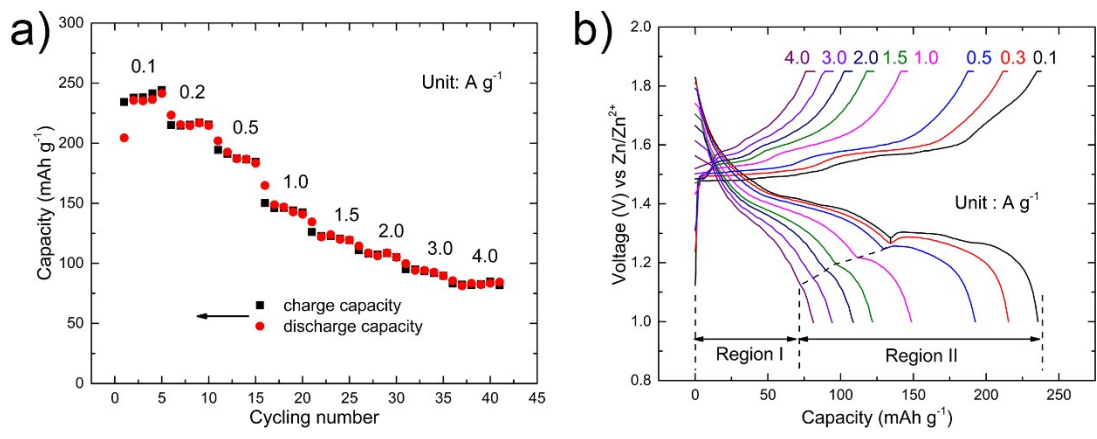 a)
300
250
200
150
100
50
0
Capacity (mAh g⁻¹)
0.1
0.2
0.5
1.0
1.5
2.0
3.0
4.0
Unit: A g⁻¹
charge capacity
discharge capacity
0 5 10 15 20 25 30 35 40 45
Cycling number
b)
2.0
1.8
1.6
1.4
1.2
1.0
0.8
Voltage (V) vs Zn/Zn²⁺
4.0 3.0 2.0 1.5 1.0 0.5 0.3 0.1
Unit : A g⁻¹
Region I Region II
0 50 100 150 200 250
Capacity (mAh g⁻¹)